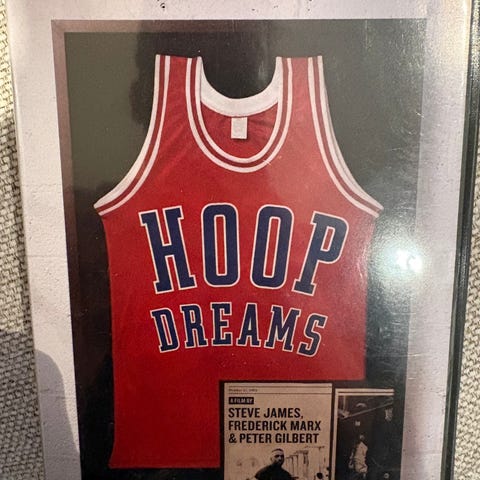 HOOP
DREAMS
A FILM BY
STEVE JAMES,
FREDERICK MARX
& PETER GILBERT